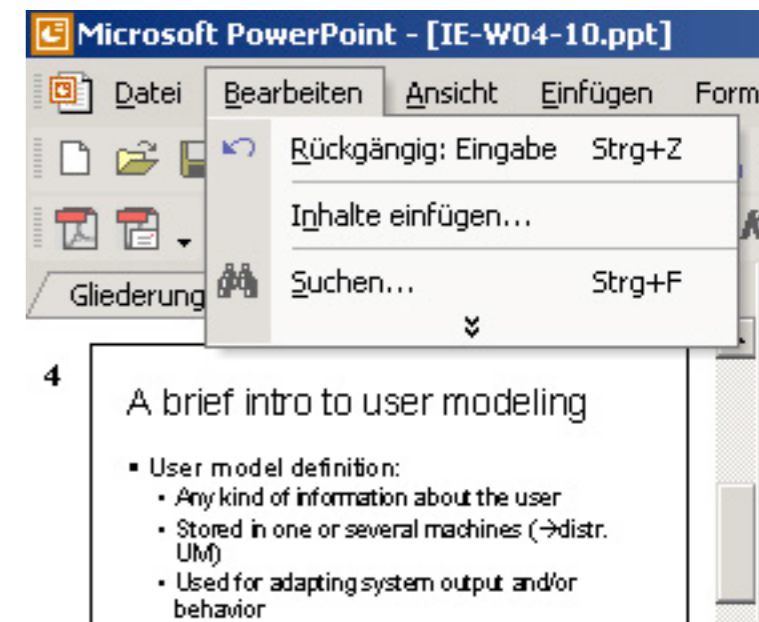 Microsoft PowerPoint - [IE-W04-10.ppt]
Datei Bearbeiten Ansicht Einfügen Form
Rückgängig: Eingabe Strg+Z
Inhalte einfügen...
Suchen... Strg+F
Gliederung
4
A brief intro to user modeling
▪ User model definition:
• Any kind of information about the user
• Stored in one or several machines (→distr.
UM)
• Used for adapting system output and/or
behavior